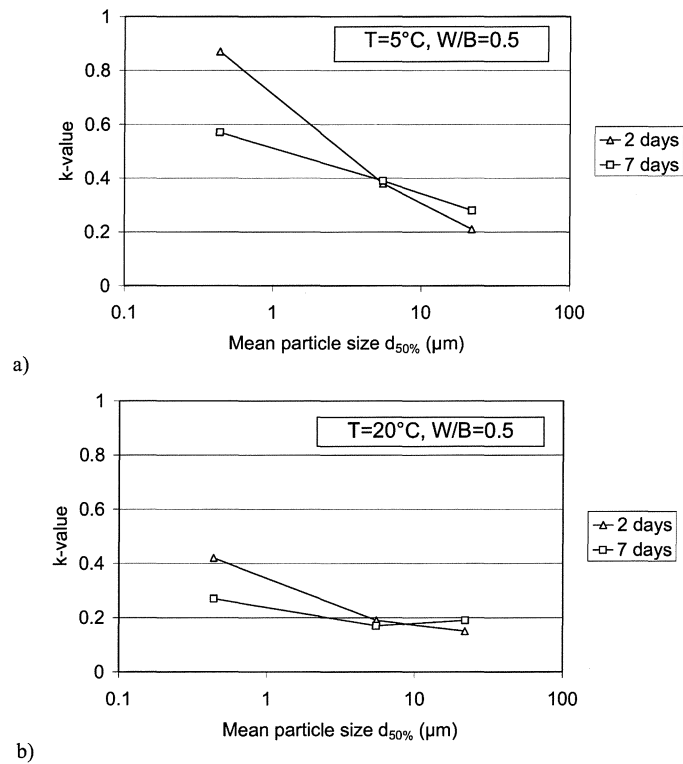 T=5°C, W/B=0.5
1
0.8
0.6
0.4
0.2
0
k-value
0.1 1 10 100
Mean particle size d50% (µm)
2 days
7 days
a)
T=20°C, W/B=0.5
1
0.8
0.6
0.4
0.2
0
k-value
0.1 1 10 100
Mean particle size d50% (µm)
2 days
7 days
b)